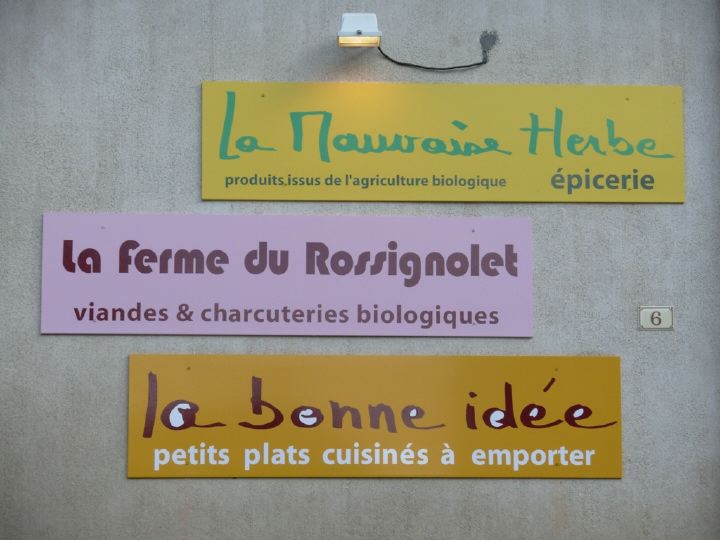 La Mauvaise Herbe
produits issus de l'agriculture biologique épicerie
La Ferme du Rossignolet
viandes & charcuteries biologiques
6
la bonne idée
petits plats cuisinés à emporter